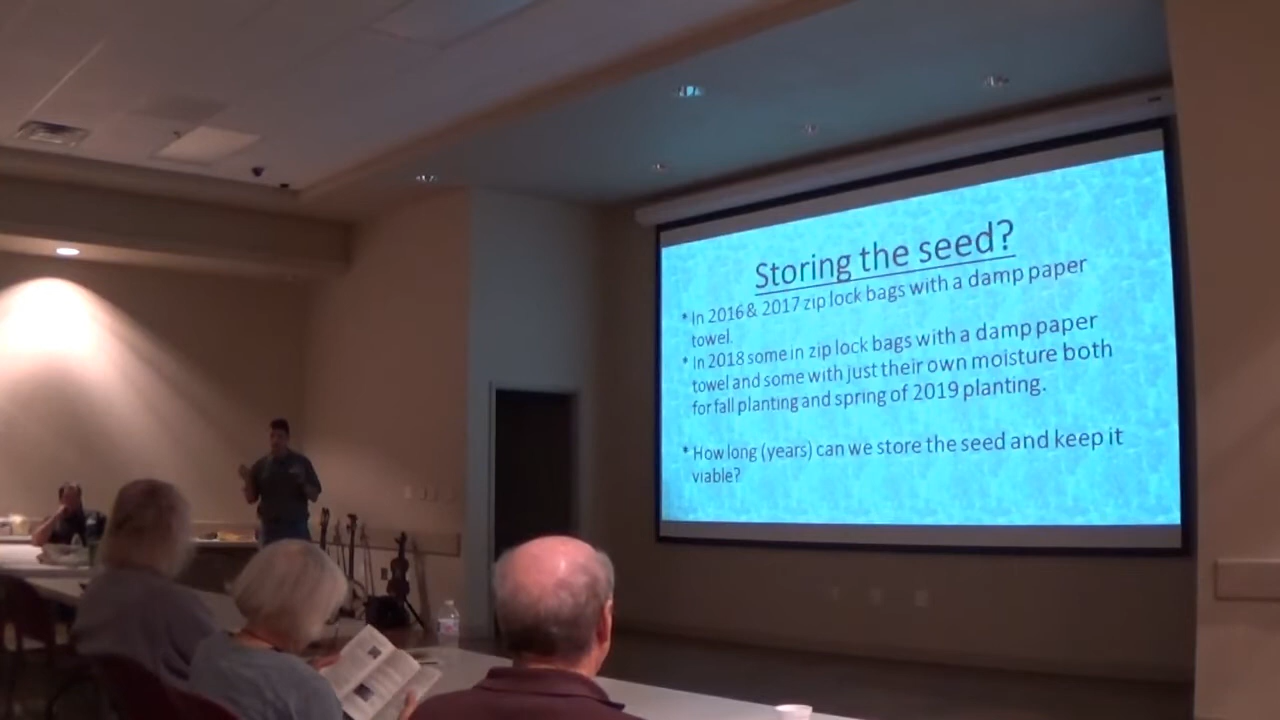 Storing the seed?
* In 2016 & 2017 zip lock bags with a damp paper
towel.
* In 2018 some in zip lock bags with a damp paper
towel and some with just their own moisture both
for fall planting and spring of 2019 planting.
* How long (years) can we store the seed and keep it
viable?